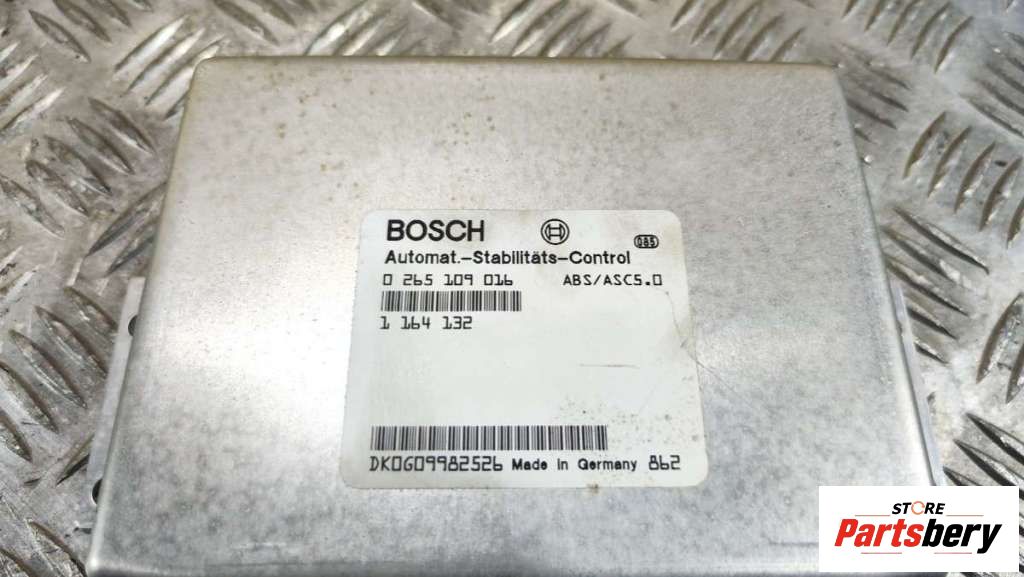 BOSCH
085
Automat.-Stabilitäts-Control
0 265 109 016 ABS/ASC5.0
1 164 132
DK0G09982526 Made in Germany 862
STORE
Partsbery